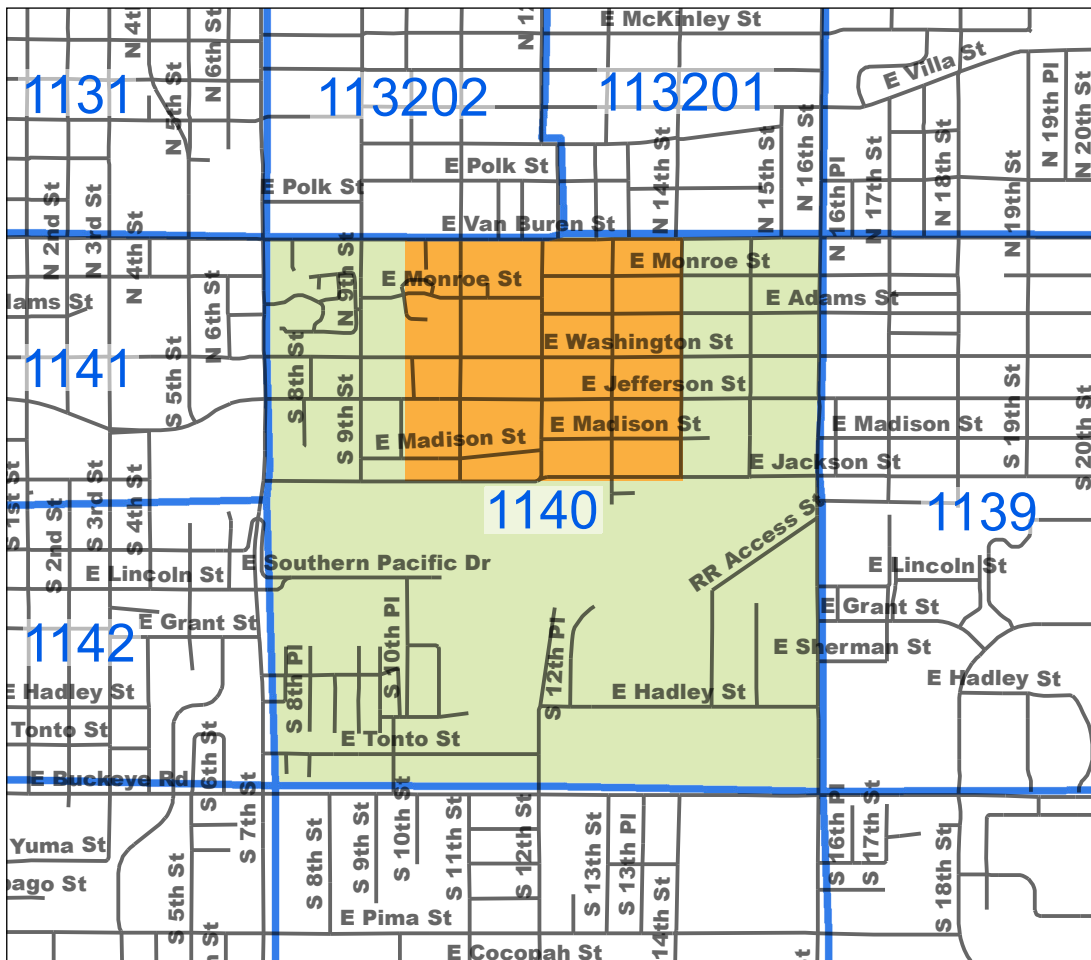 E McKinley St
N 4t
N 6th St
N 12
E Villa St
1131
113202
113201
N 5th St
N 19th Pl
N 20th St
N 14th St
N 15th St
N 16th St
N 17th St
N 18th St
E Polk St
E Polk St
N 2nd St
N 3rd St
N 4th St
N 16th Pl
N 19th St
E Van Buren St
N 6th St
N 9th St
E Monroe St
E Monroe St
dams St
E Adams St
E Washington St
1141
S 5th St
S 8th St
S 9th St
E Jefferson St
S 19th St
S 20th St
E Madison St
E Madison St
E Madison St
E Jackson St
S 1st St
S 2nd St
S 3rd St
S 4th St
1140
1139
RR Access St
E Southern Pacific Dr
E Lincoln St
E Lincoln St
E Grant St
E Grant St
1142
S 8th Pl
S 10th Pl
S 12th Pl
E Sherman St
E Hadley St
E Hadley St
E Hadley St
Tonto St
E Tonto St
E Buckeye Rd
S 6th St
S 7th St
S 10th St
S 16th Pl
S 17th St
Yuma St
S 8th St
S 9th St
S 11th St
S 12th St
S 13th St
S 13th Pl
S 18th St
pago St
S 5th St
h St
E Pima St
14th St
E Cocopah St
St